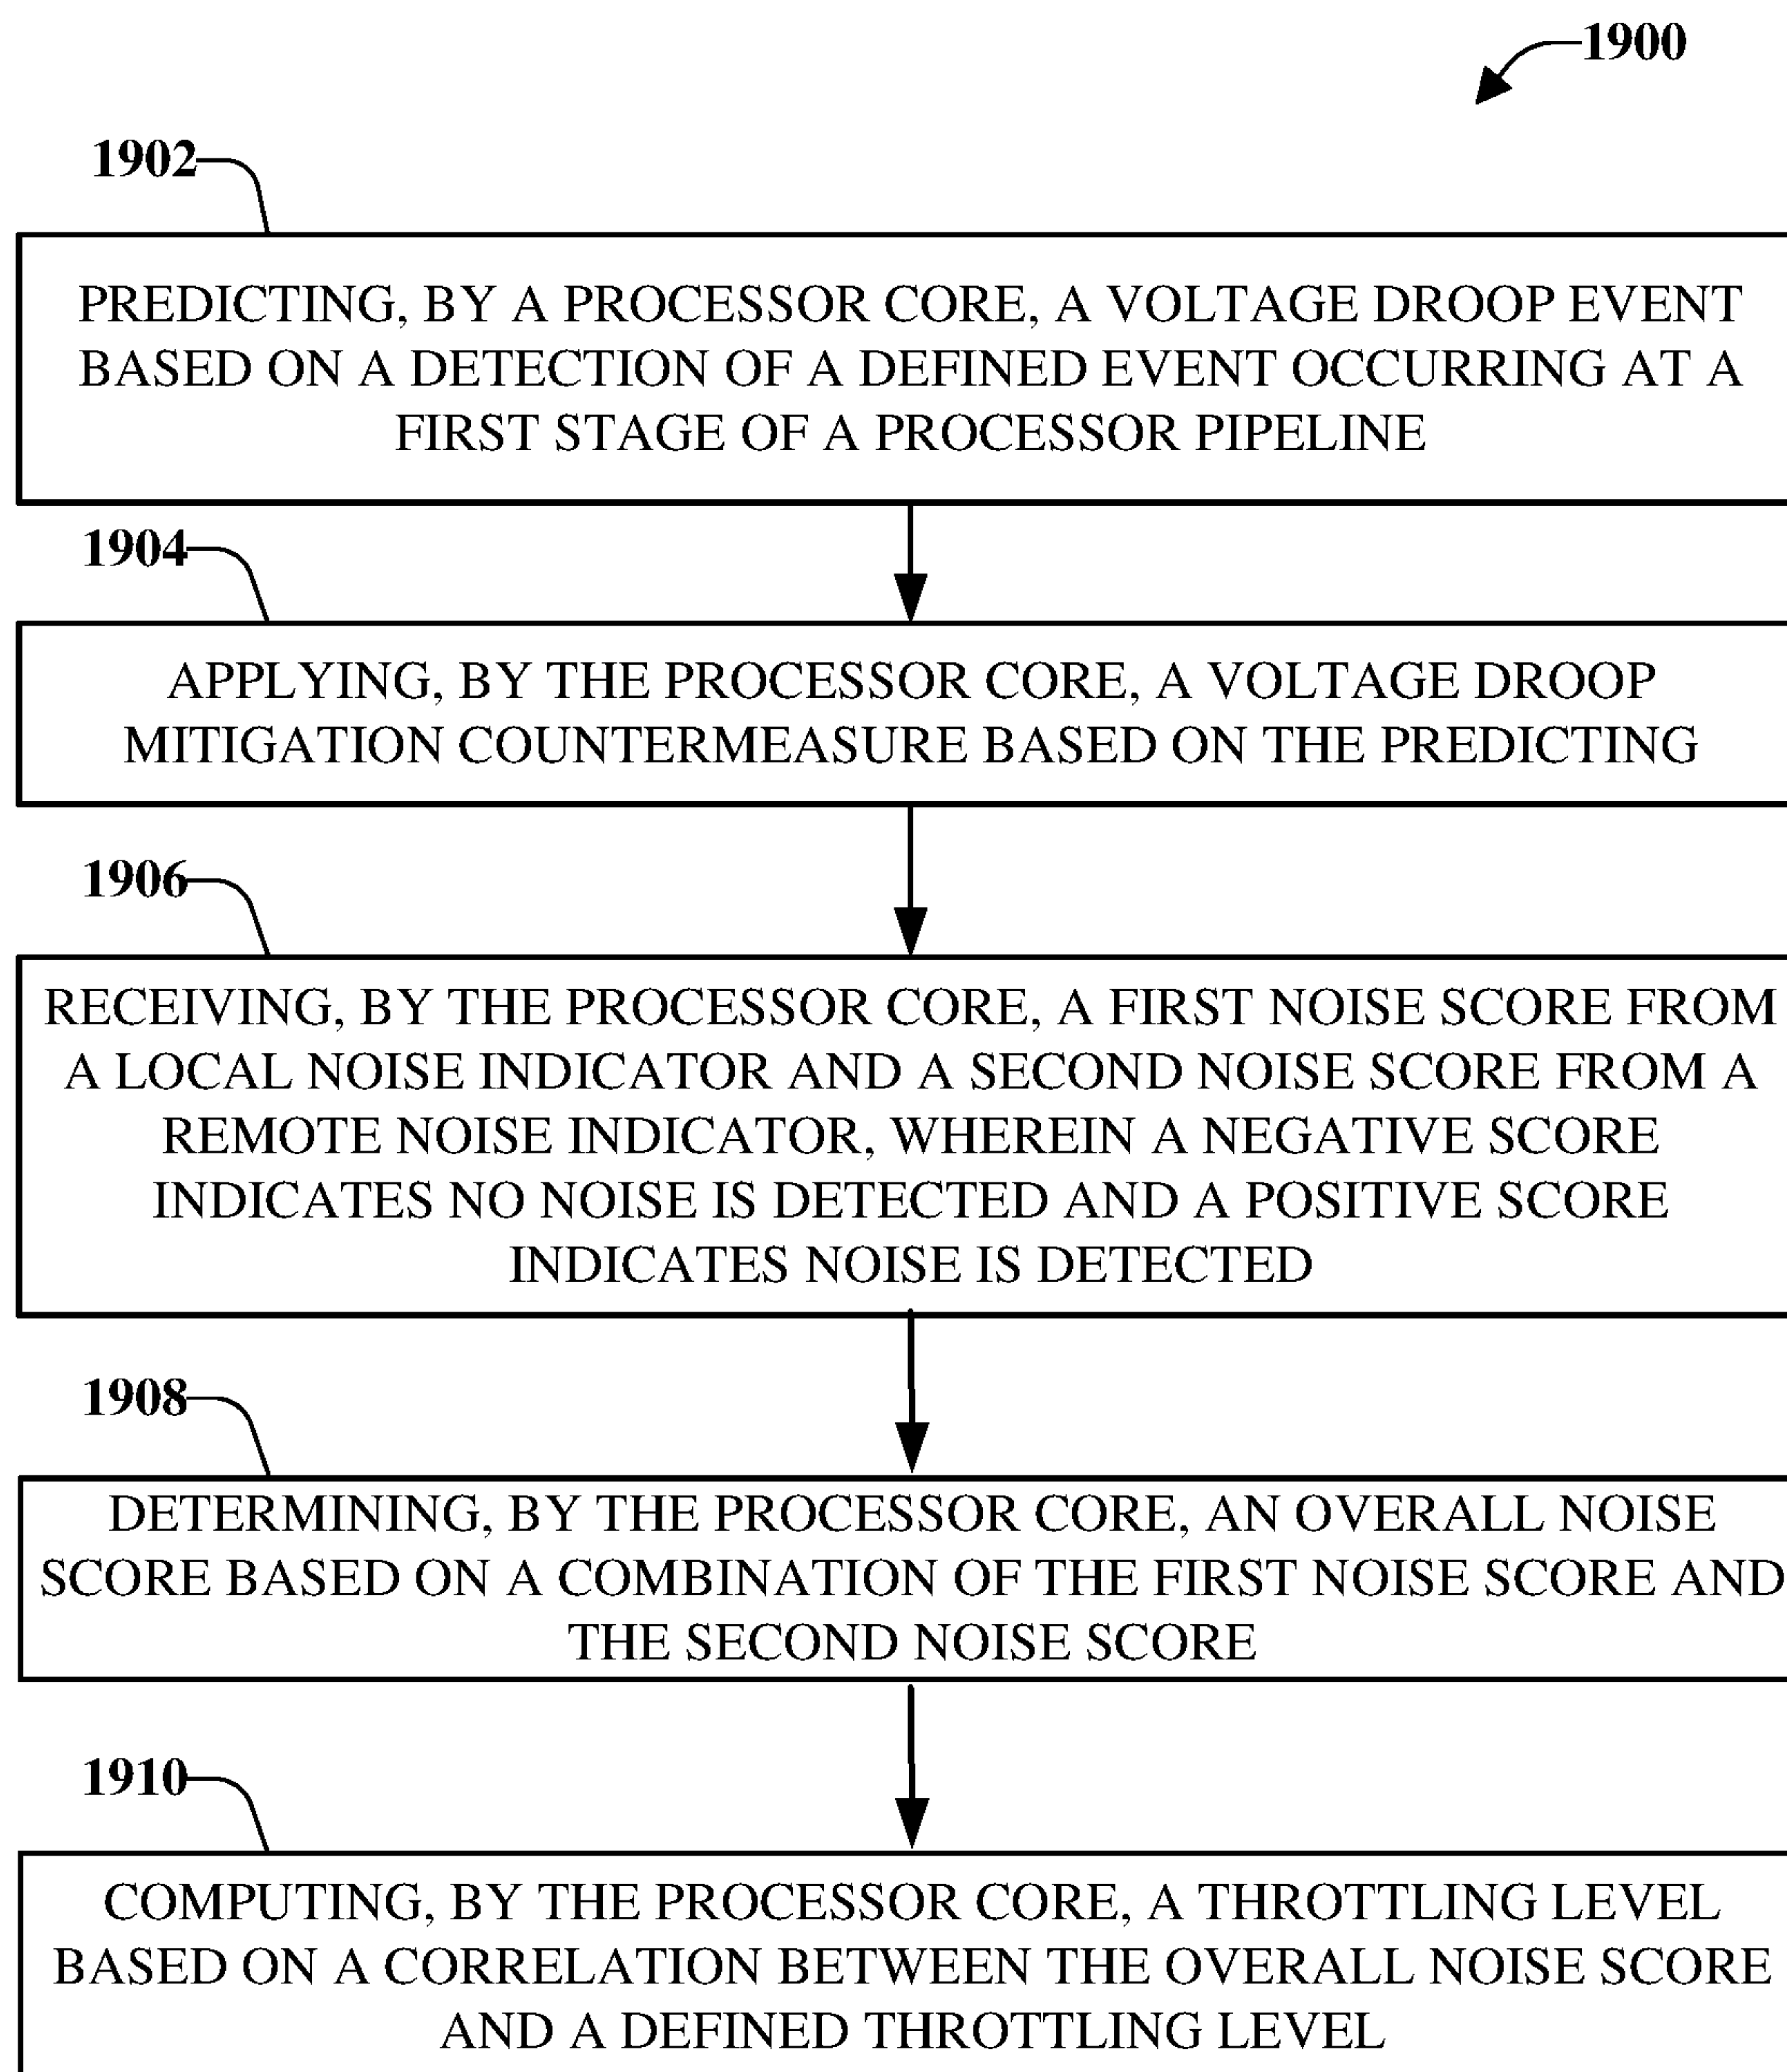 1900
1902
PREDICTING, BY A PROCESSOR CORE, A VOLTAGE DROOP EVENT
BASED ON A DETECTION OF A DEFINED EVENT OCCURRING AT A
FIRST STAGE OF A PROCESSOR PIPELINE
1904
APPLYING, BY THE PROCESSOR CORE, A VOLTAGE DROOP
MITIGATION COUNTERMEASURE BASED ON THE PREDICTING
1906
RECEIVING, BY THE PROCESSOR CORE, A FIRST NOISE SCORE FROM
A LOCAL NOISE INDICATOR AND A SECOND NOISE SCORE FROM A
REMOTE NOISE INDICATOR, WHEREIN A NEGATIVE SCORE
INDICATES NO NOISE IS DETECTED AND A POSITIVE SCORE
INDICATES NOISE IS DETECTED
1908
DETERMINING, BY THE PROCESSOR CORE, AN OVERALL NOISE
SCORE BASED ON A COMBINATION OF THE FIRST NOISE SCORE AND
THE SECOND NOISE SCORE
1910
COMPUTING, BY THE PROCESSOR CORE, A THROTTLING LEVEL
BASED ON A CORRELATION BETWEEN THE OVERALL NOISE SCORE
AND A DEFINED THROTTLING LEVEL